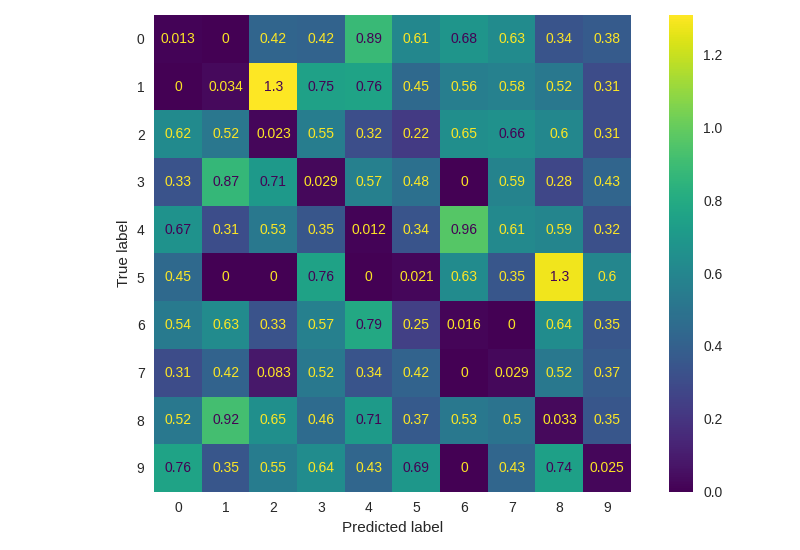 0 0.013 0 0.42 0.42 0.89 0.61 0.68 0.63 0.34 0.38
1 0 0.034 1.3 0.75 0.76 0.45 0.56 0.58 0.52 0.31
2 0.62 0.52 0.023 0.55 0.32 0.22 0.65 0.66 0.6 0.31
3 0.33 0.87 0.71 0.029 0.57 0.48 0 0.59 0.28 0.43
4 0.67 0.31 0.53 0.35 0.012 0.34 0.96 0.61 0.59 0.32
5 0.45 0 0 0.76 0 0.021 0.63 0.35 1.3 0.6
6 0.54 0.63 0.33 0.57 0.79 0.25 0.016 0 0.64 0.35
7 0.31 0.42 0.083 0.52 0.34 0.42 0 0.029 0.52 0.37
8 0.52 0.92 0.65 0.46 0.71 0.37 0.53 0.5 0.033 0.35
9 0.76 0.35 0.55 0.64 0.43 0.69 0 0.43 0.74 0.025
0 1 2 3 4 5 6 7 8 9
Predicted label
True label
1.2
1.0
0.8
0.6
0.4
0.2
0.0